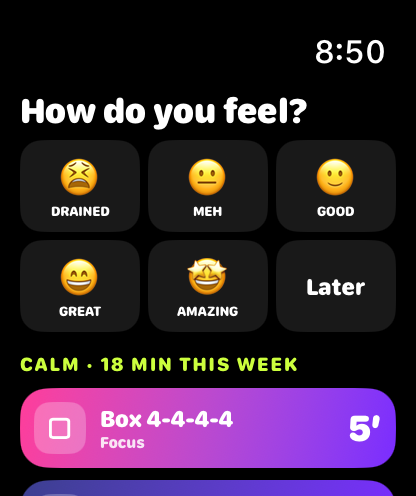 8:50
How do you feel?
DRAINED
MEH
GOOD
GREAT
AMAZING
Later
CALM · 18 MIN THIS WEEK
Box 4-4-4-4
Focus
5′